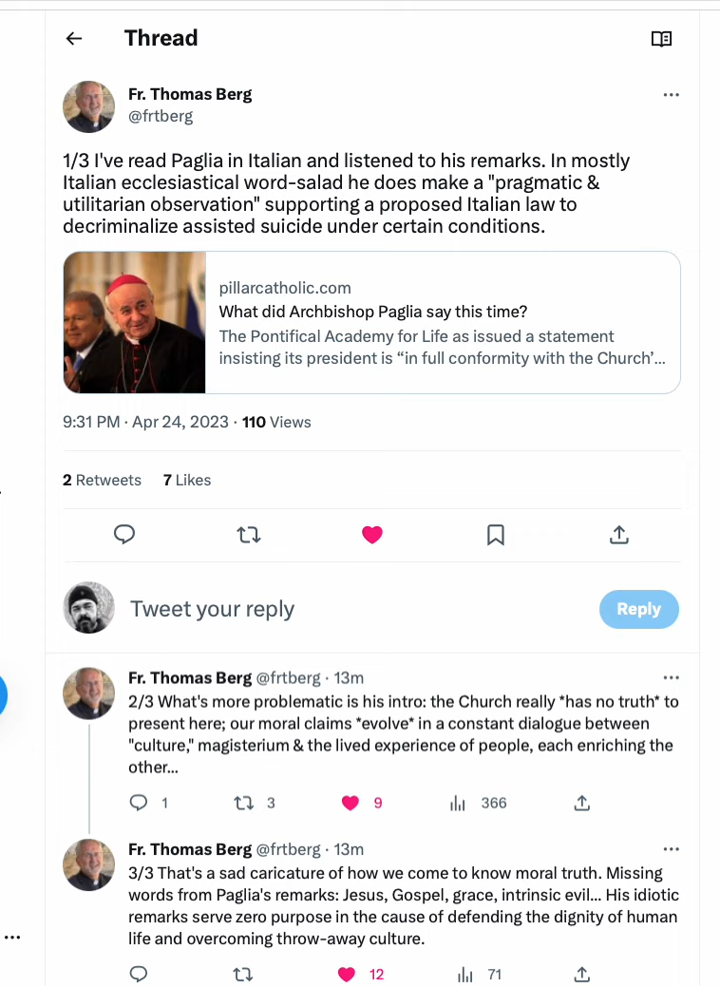 Thread
Fr. Thomas Berg
@frtberg
1/3 I've read Paglia in Italian and listened to his remarks. In mostly
Italian ecclesiastical word-salad he does make a "pragmatic &
utilitarian observation" supporting a proposed Italian law to
decriminalize assisted suicide under certain conditions.
pillarcatholic.com
What did Archbishop Paglia say this time?
The Pontifical Academy for Life as issued a statement
insisting its president is “in full conformity with the Church’...
9:31 PM · Apr 24, 2023 · 110 Views
2 Retweets 7 Likes
Tweet your reply
Reply
Fr. Thomas Berg @frtberg · 13m
2/3 What's more problematic is his intro: the Church really *has no truth* to
present here; our moral claims *evolve* in a constant dialogue between
"culture," magisterium & the lived experience of people, each enriching the
other...
1 3 9 366
Fr. Thomas Berg @frtberg · 13m
3/3 That's a sad caricature of how we come to know moral truth. Missing
words from Paglia's remarks: Jesus, Gospel, grace, intrinsic evil... His idiotic
remarks serve zero purpose in the cause of defending the dignity of human
life and overcoming throw-away culture.
12 71